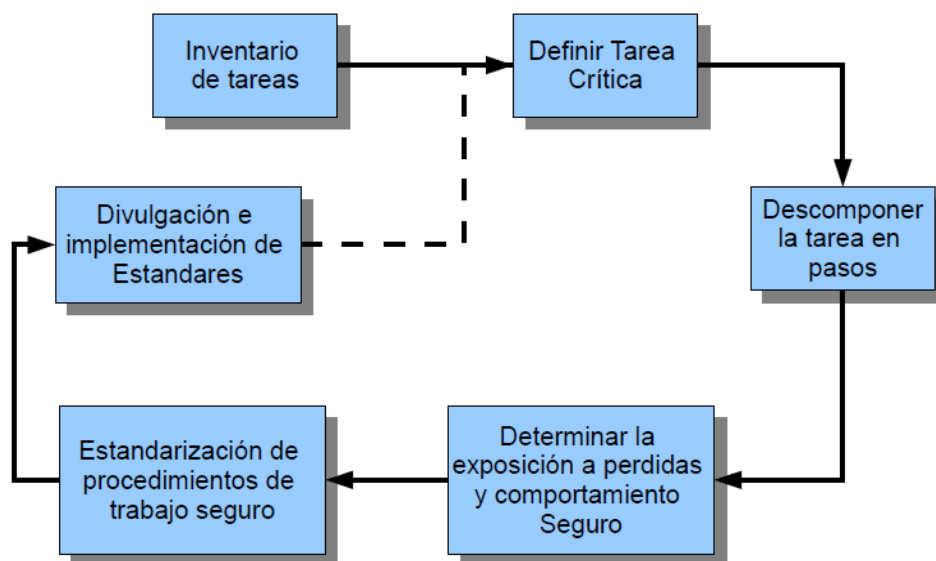 Inventario
de tareas
Definir Tarea
Crítica
Descomponer
la tarea en
pasos
Divulgación e
implementación de
Estandares
Estandarización de
procedimientos de
trabajo seguro
Determinar la
exposición a perdidas
y comportamiento
Seguro